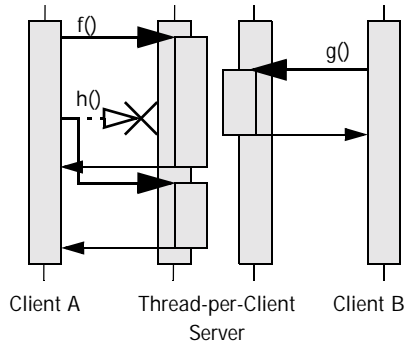 f()
g()
h()
Client A
Thread-per-Client
Server
Client B